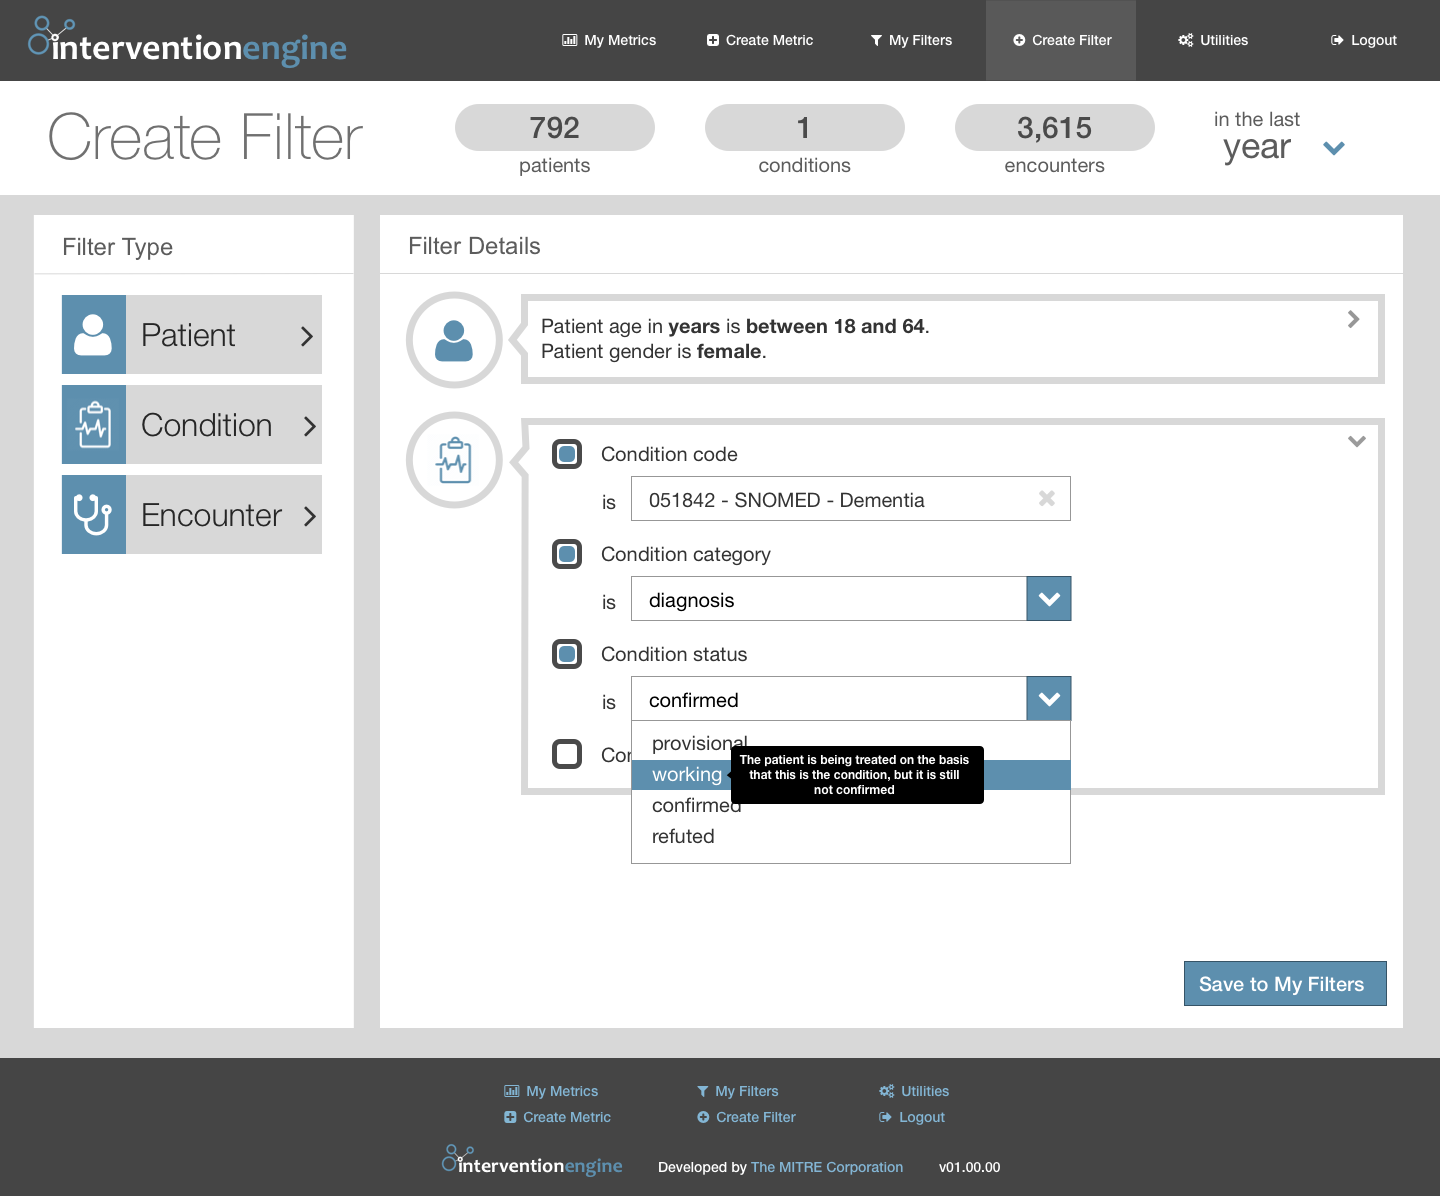 interventionengine
My Metrics
Create Metric
My Filters
Create Filter
Utilities
Logout
Create Filter
792
patients
1
conditions
3,615
encounters
in the last
year
Filter Type
Patient
Condition
Encounter
Filter Details
Patient age in years is between 18 and 64.
Patient gender is female.
Condition code
is
051842 - SNOMED - Dementia
Condition category
is
diagnosis
Condition status
is
confirmed
provisional
working
The patient is being treated on the basis
that this is the condition, but it is still
not confirmed
confirmed
refuted
Save to My Filters
My Metrics
My Filters
Utilities
Create Metric
Create Filter
Logout
interventionengine
Developed by The MITRE Corporation
v01.00.00